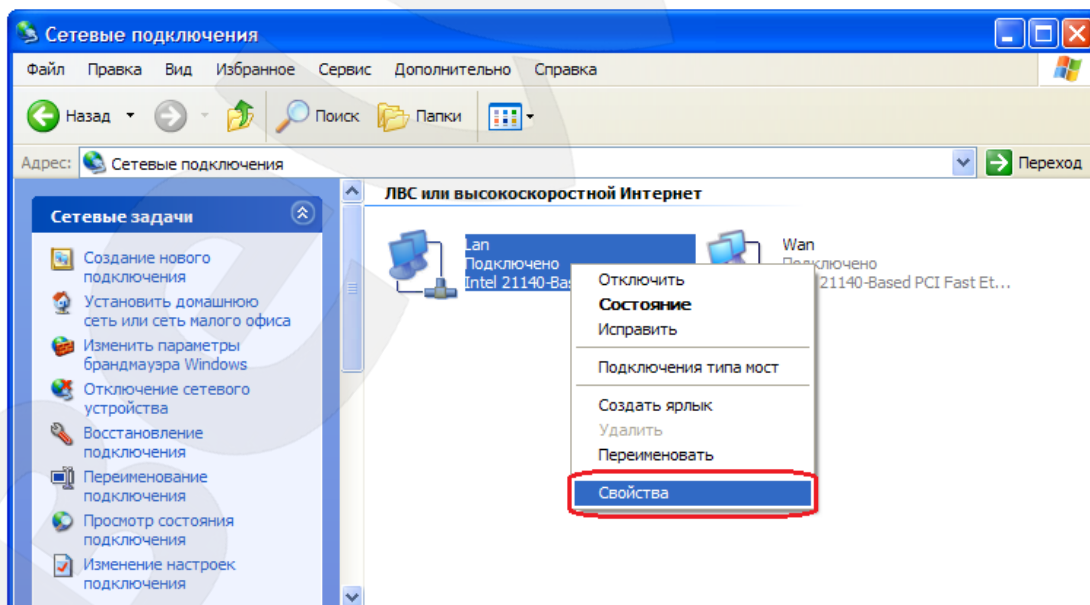 Сетевые подключения
Файл Правка Вид Избранное Сервис Дополнительно Справка
Назад Поиск Папки
Адрес: Сетевые подключения Переход
Сетевые задачи
Создание нового
подключения
Установить домашнюю
сеть или сеть малого офиса
Изменить параметры
брандмауэра Windows
Отключение сетевого
устройства
Восстановление
подключения
Переименование
подключения
Просмотр состояния
подключения
Изменение настроек
подключения
ЛВС или высокоскоростной Интернет
Lan
Подключено
Intel 21140-Ba
Wan
Подключено
21140-Based PCI Fast Et...
Отключить
Состояние
Исправить
Подключения типа мост
Создать ярлык
Удалить
Переименовать
Свойства